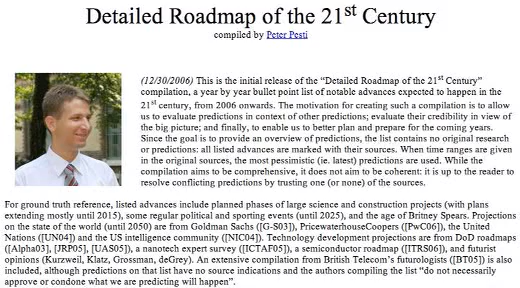 Detailed Roadmap of the 21st Century
compiled by Peter Pesti
(12/30/2006) This is the initial release of the “Detailed Roadmap of the 21st Century”
compilation, a year by year bullet point list of notable advances expected to happen in the
21st century, from 2006 onwards. The motivation for creating such a compilation is to allow
us to evaluate predictions in context of other predictions; evaluate their credibility in view of
the big picture; and finally, to enable us to better plan and prepare for the coming years.
Since the goal is to provide an overview of predictions, the list contains no original research
or predictions: all listed advances are marked with their sources. When time ranges are given
in the original sources, the most pessimistic (ie. latest) predictions are used. While the
compilation aims to be comprehensive, it does not aim to be coherent: it is up to the reader to
resolve conflicting predictions by trusting one (or none) of the sources.
For ground truth reference, listed advances include planned phases of large science and construction projects (with plans
extending mostly until 2015), some regular political and sporting events (until 2025), and the age of Britney Spears. Projections
on the state of the world (until 2050) are from Goldman Sachs ([G-S03]), PricewaterhouseCoopers ([PwC06]), the United
Nations ([UN04]) and the US intelligence community ([NIC04]). Technology development projections are from DoD roadmaps
([Alpha03], [JRP05], [UAS05]), a nanotech expert survey ([ICTAF05]), a semiconductor roadmap ([ITRS06]), and futurist
opinions (Kurzweil, Klatz, Grossman, deGrey). An extensive compilation from British Telecom’s futurologists ([BT05]) is also
included, although predictions on that list have no source indications and the authors compiling the list “do not necessarily
approve or condone what we are predicting will happen”.